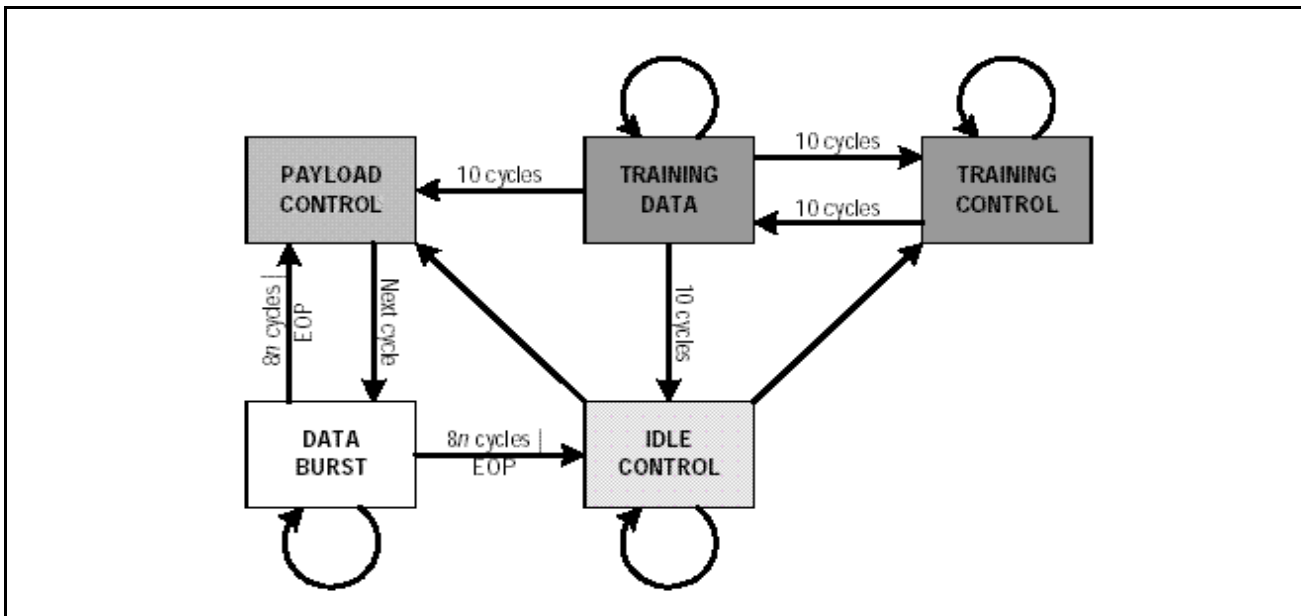 PAYLOAD
CONTROL
10 cycles
TRAINING
DATA
10 cycles
10 cycles
TRAINING
CONTROL
8n cycles |
EOP
Next cycle
10 cycles
DATA
BURST
8n cycles |
EOP
IDLE
CONTROL